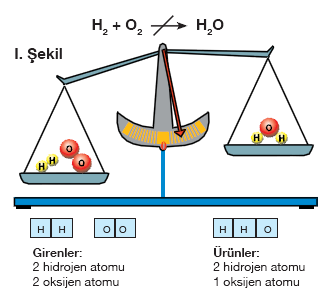 H₂ + O₂ → H₂O
I. Şekil
O
H H O
O
H H
H H O O H H O
Girenler: Ürünler:
2 hidrojen atomu 2 hidrojen atomu
2 oksijen atomu 1 oksijen atomu